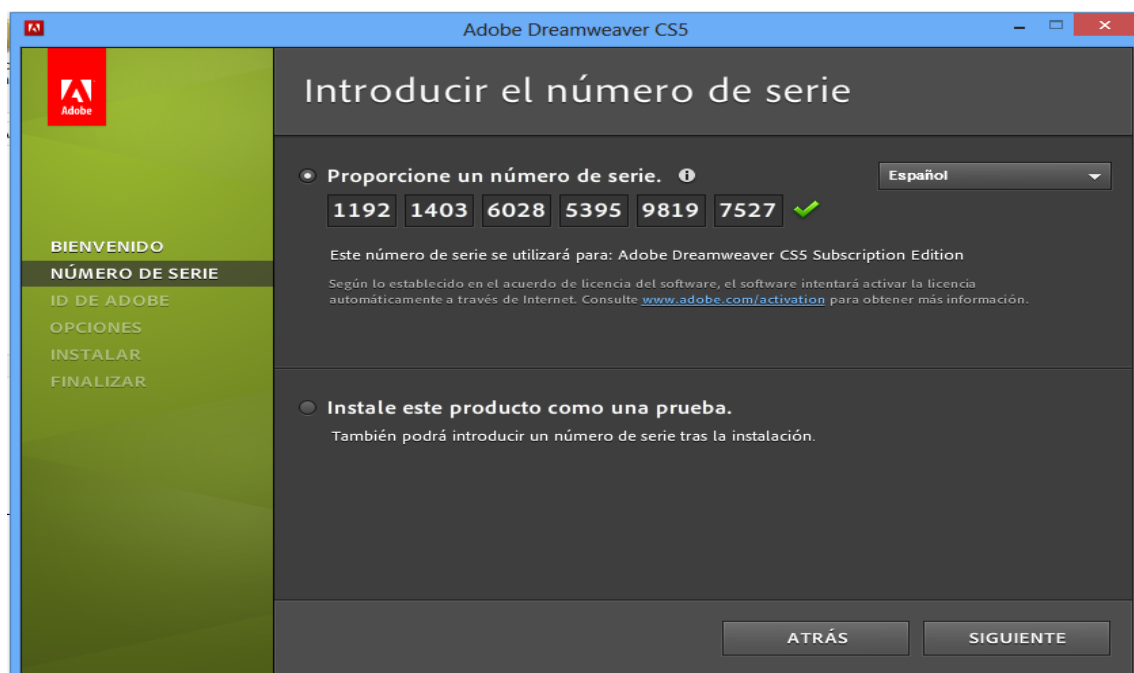 Adobe Dreamweaver CS5
Adobe
Introducir el número de serie
Proporcione un número de serie.
Español
1192 1403 6028 5395 9819 7527
Este número de serie se utilizará para: Adobe Dreamweaver CS5 Subscription Edition
Según lo establecido en el acuerdo de licencia del software, el software intentará activar la licencia
automáticamente a través de Internet. Consulte www.adobe.com/activation para obtener más información.
BIENVENIDO
NÚMERO DE SERIE
ID DE ADOBE
OPCIONES
INSTALAR
FINALIZAR
Instale este producto como una prueba.
También podrá introducir un número de serie tras la instalación.
ATRÁS
SIGUIENTE